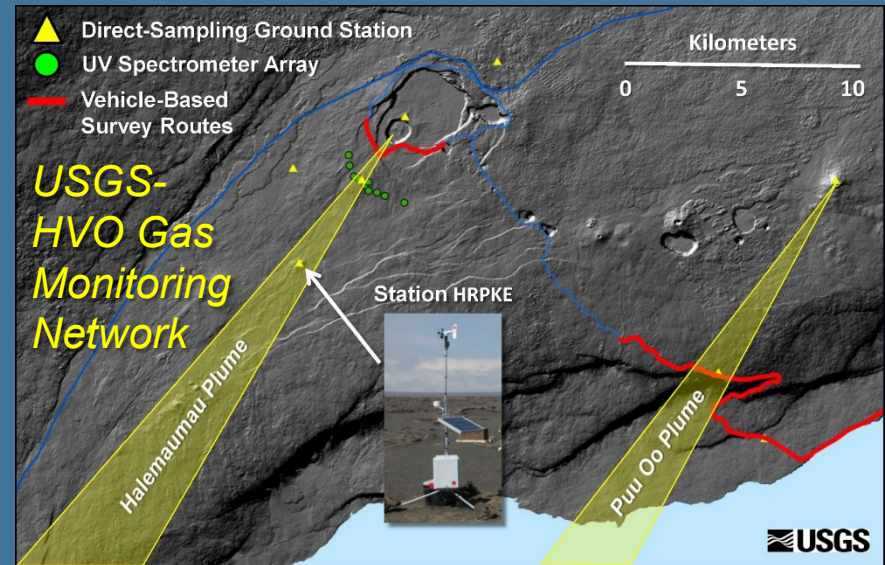 Direct-Sampling Ground Station
UV Spectrometer Array
Vehicle-Based
Survey Routes
Kilometers
0 5 10
USGS-
HVO Gas
Monitoring
Network
Station HRPKE
Halemaumau Plume
Puu Oo Plume
USGS